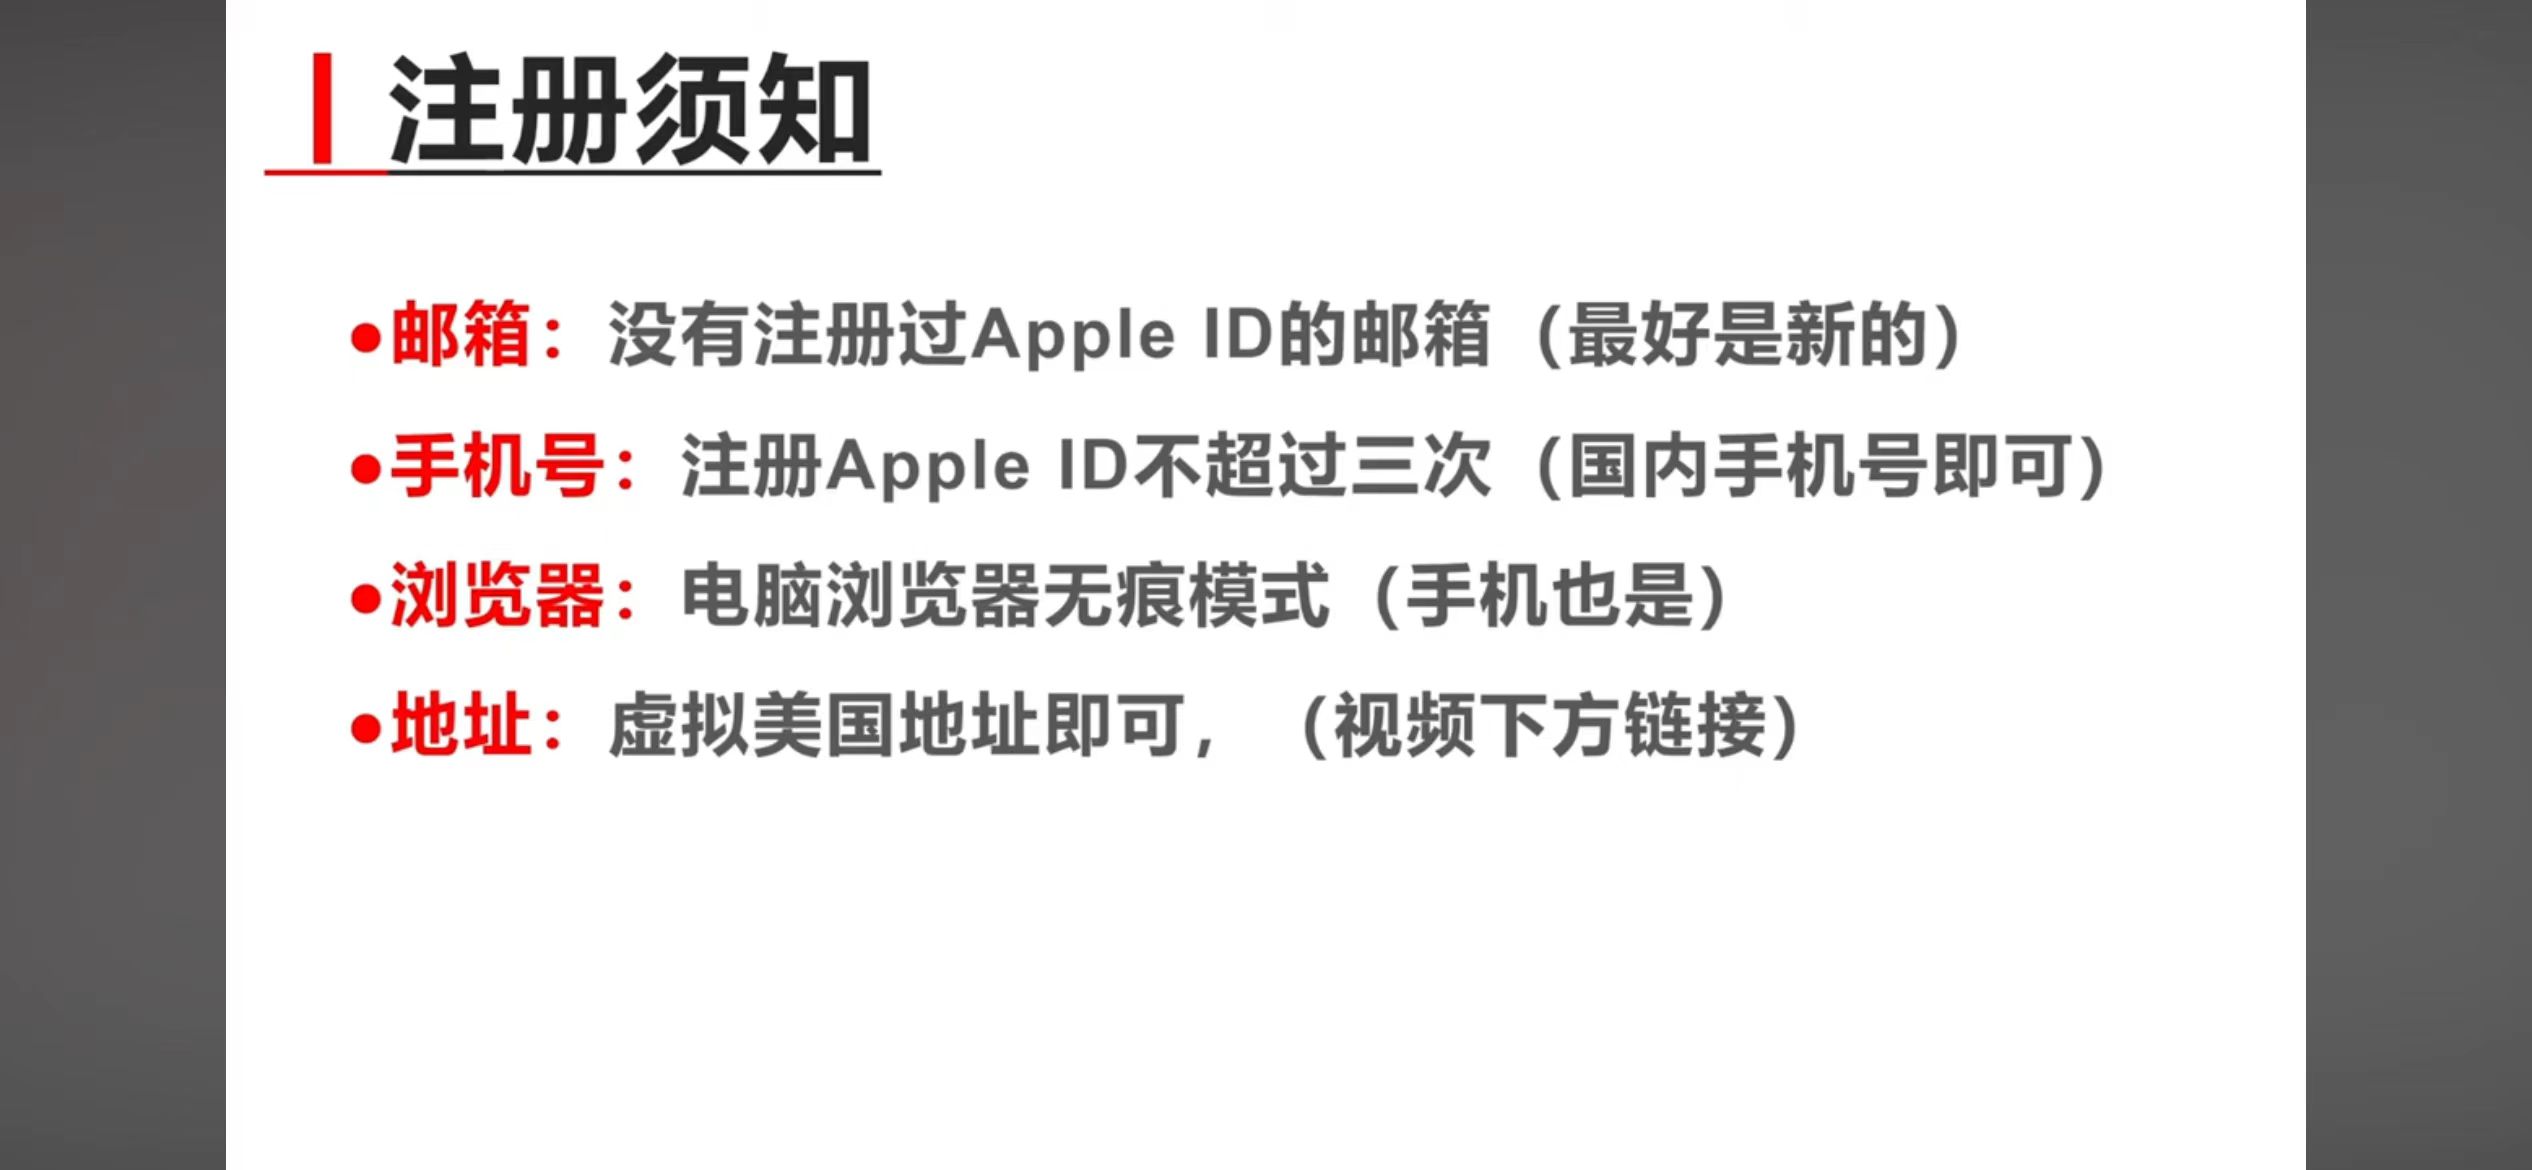 注册须知
●邮箱：没有注册过Apple ID的邮箱（最好是新的）
●手机号：注册Apple ID不超过三次（国内手机号即可）
●浏览器：电脑浏览器无痕模式（手机也是）
●地址：虚拟美国地址即可，（视频下方链接）